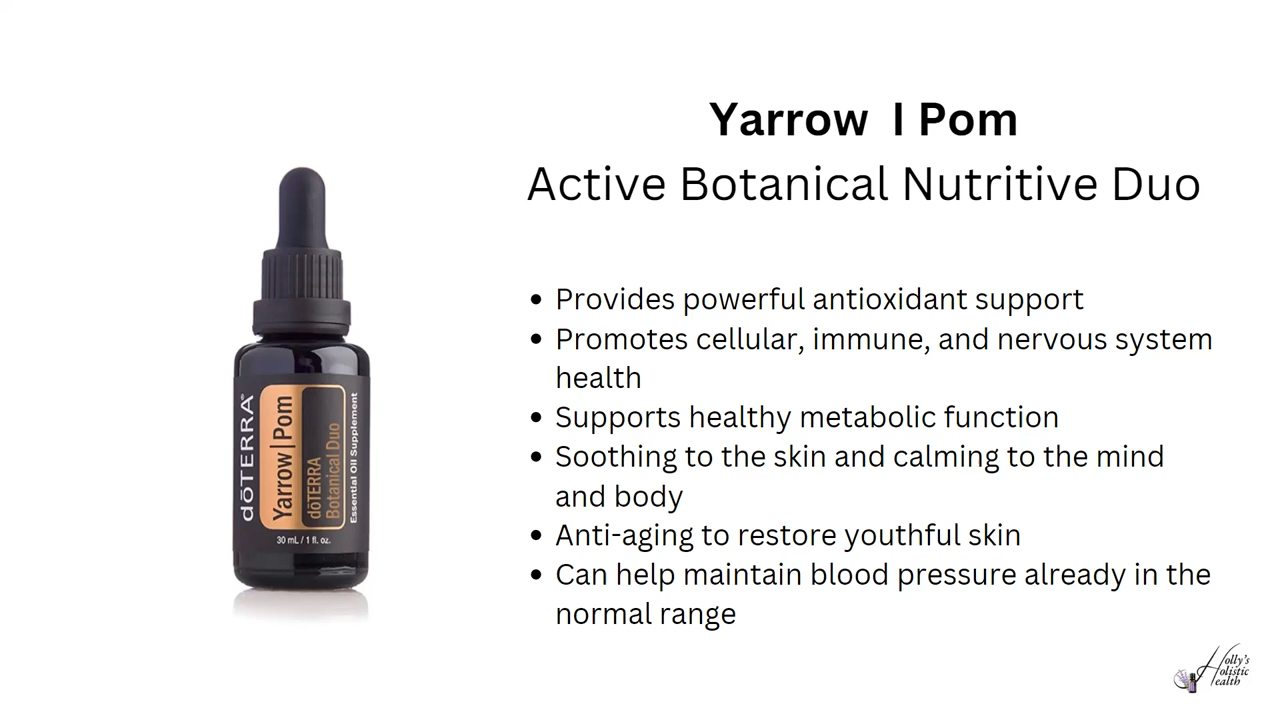 Yarrow | Pom
Active Botanical Nutritive Duo
dōTERRA®
Yarrow|Pom
dōTERRA
Botanical Duo
Essential Oil Supplement
30 mL / 1 fl. oz.
• Provides powerful antioxidant support
• Promotes cellular, immune, and nervous system
health
• Supports healthy metabolic function
• Soothing to the skin and calming to the mind
and body
• Anti-aging to restore youthful skin
• Can help maintain blood pressure already in the
normal range
Holly's
Holistic
Health